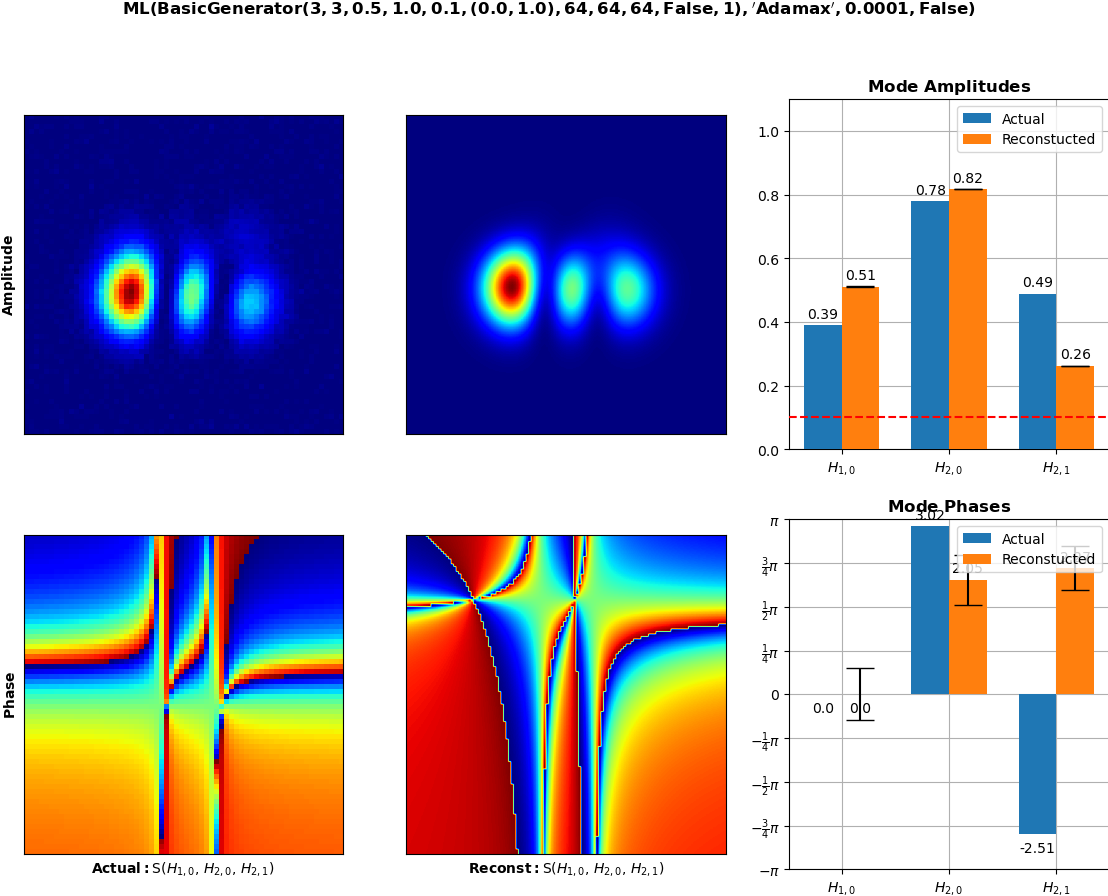 ML(BasicGenerator(3, 3, 0.5, 1.0, 0.1, (0.0, 1.0), 64, 64, 64, False, 1), ′Adamax′, 0.0001, False)
Amplitude
Mode Amplitudes
Actual
Reconstucted
1.0
0.8
0.6
0.4
0.2
0.0
0.39
0.51
0.78
0.82
0.49
0.26
H1,0
H2,0
H2,1
Phase
Actual: S(H1,0, H2,0, H2,1)
Reconst: S(H1,0, H2,0, H2,1)
Mode Phases
Actual
Reconstucted
π
3/4π
1/2π
1/4π
0
−1/4π
−1/2π
−3/4π
−π
0.0
0.0
3.02
2.05
-2.51
H1,0
H2,0
H2,1